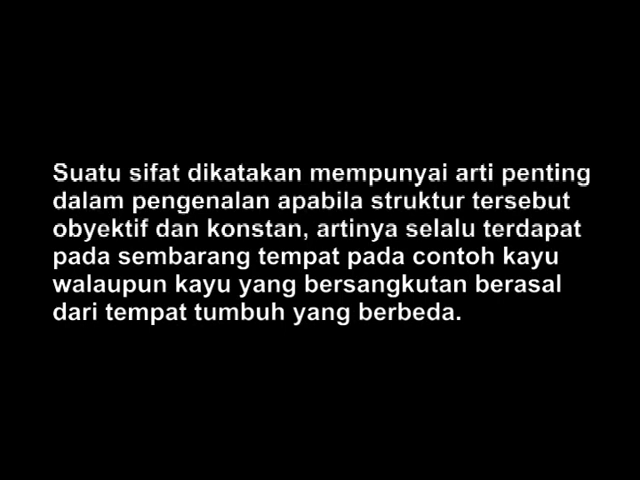 Suatu sifat dikatakan mempunyai arti penting
dalam pengenalan apabila struktur tersebut
obyektif dan konstan, artinya selalu terdapat
pada sembarang tempat pada contoh kayu
walaupun kayu yang bersangkutan berasal
dari tempat tumbuh yang berbeda.